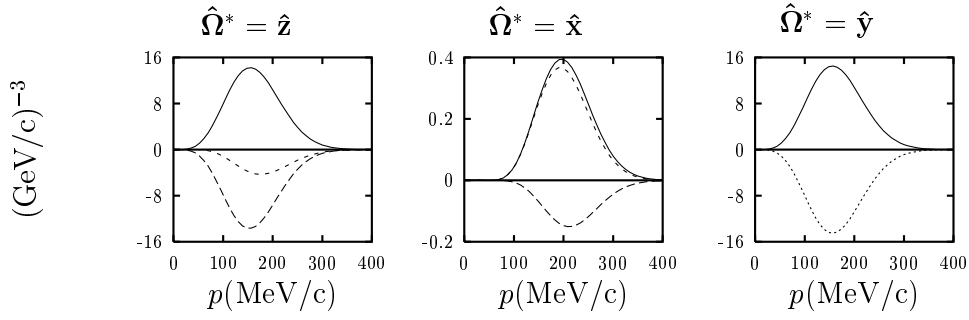 Ω̂* = ẑ
Ω̂* = x̂
Ω̂* = ŷ
(GeV/c)⁻³
16
8
0
-8
-16
0 100 200 300 400
p(MeV/c)
0.4
0.2
0
-0.2
0 100 200 300 400
p(MeV/c)
16
8
0
-8
-16
0 100 200 300 400
p(MeV/c)